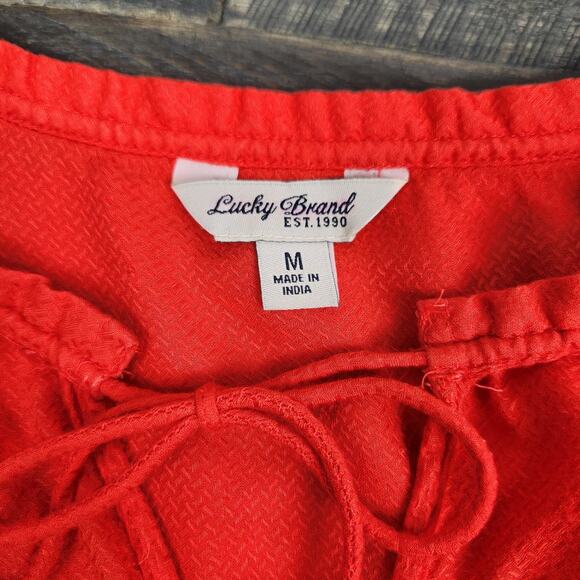 Lucky Brand
EST. 1990
M
MADE IN
INDIA